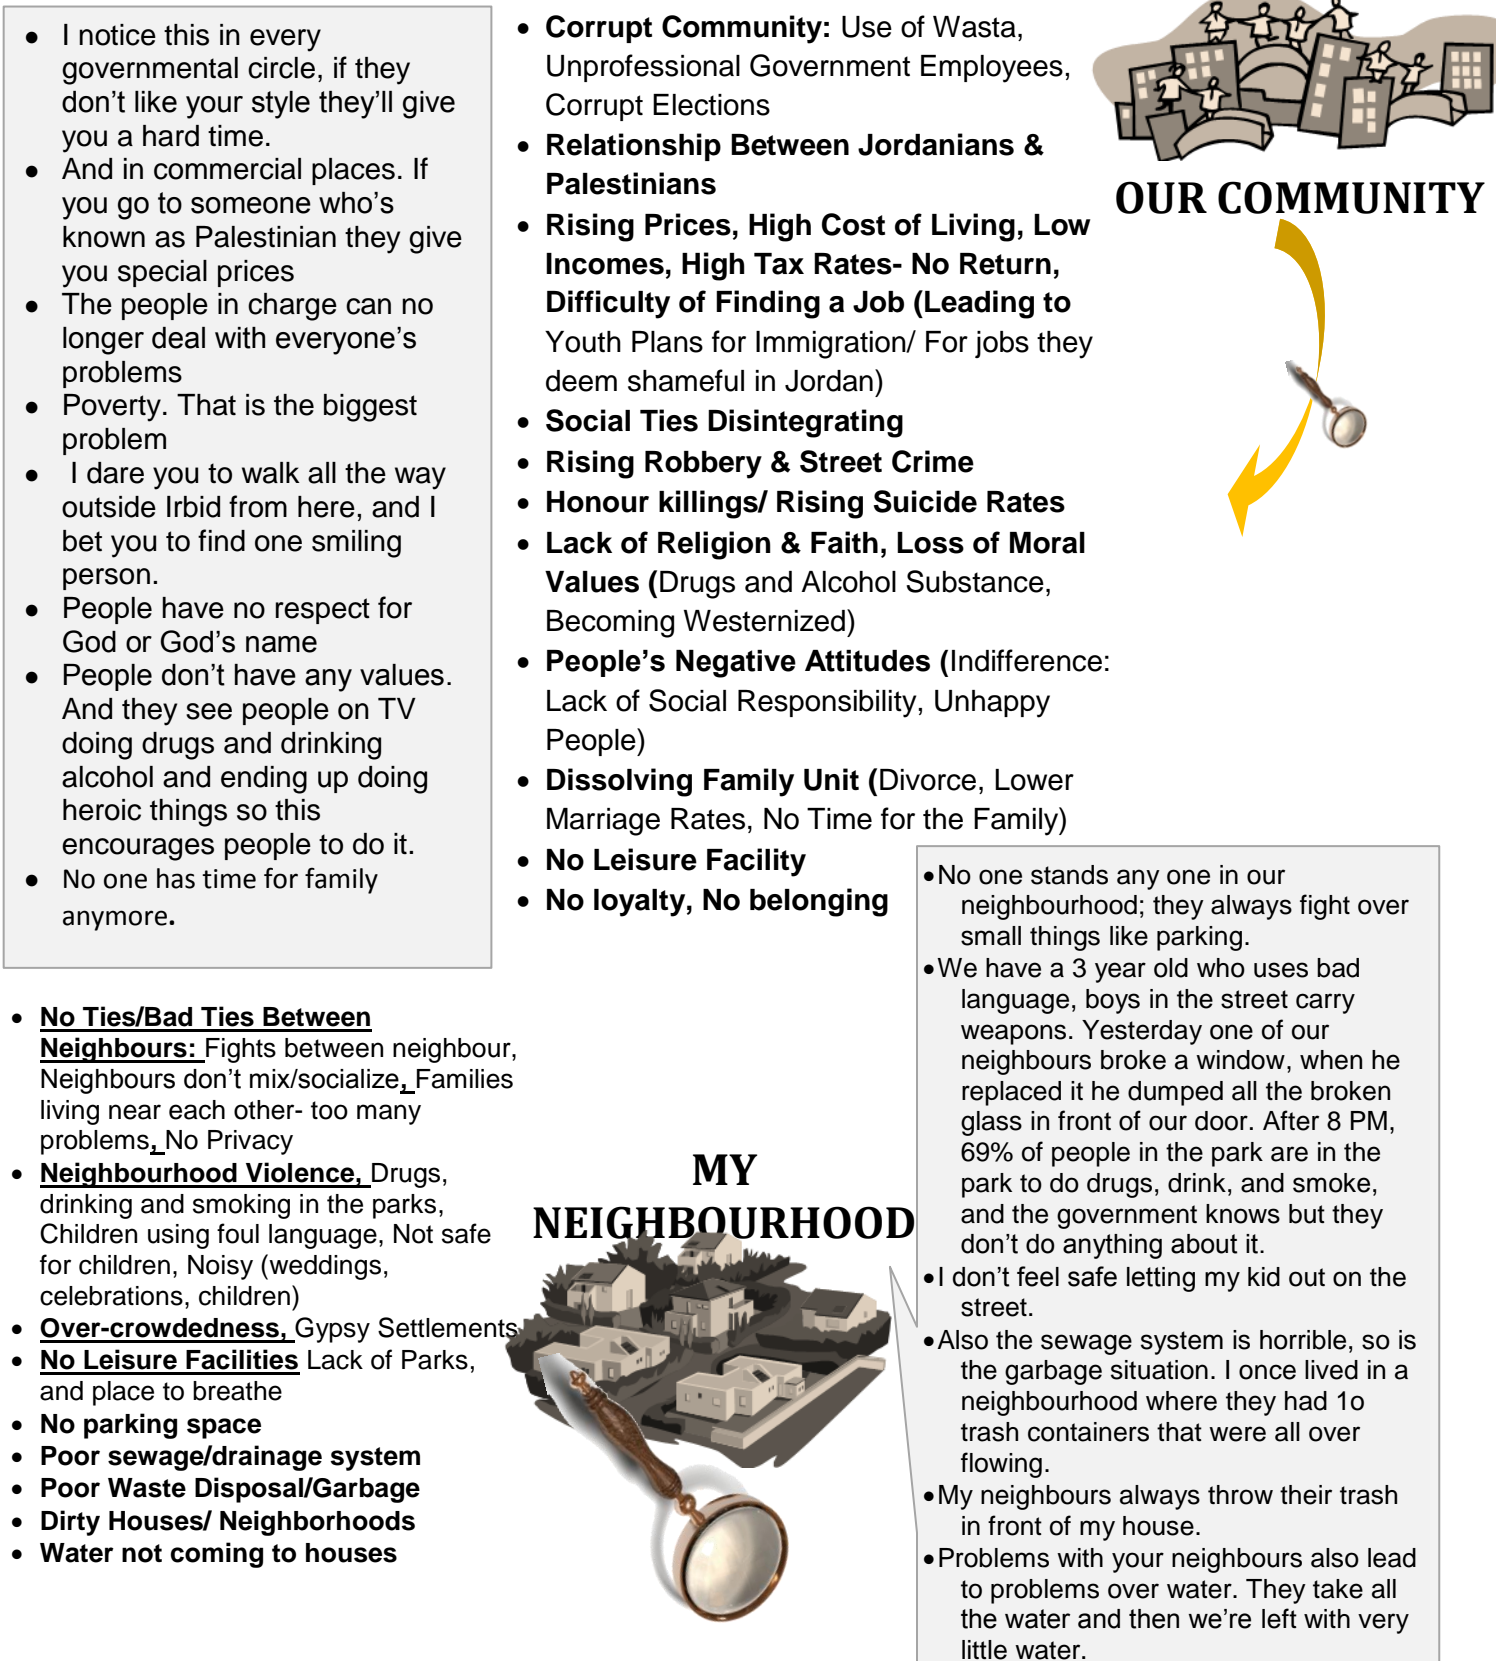 ● I notice this in every
governmental circle, if they
don’t like your style they’ll give
you a hard time.
● And in commercial places. If
you go to someone who’s
known as Palestinian they give
you special prices
● The people in charge can no
longer deal with everyone’s
problems
● Poverty. That is the biggest
problem
● I dare you to walk all the way
outside Irbid from here, and I
bet you to find one smiling
person.
● People have no respect for
God or God’s name
● People don’t have any values.
And they see people on TV
doing drugs and drinking
alcohol and ending up doing
heroic things so this
encourages people to do it.
● No one has time for family
anymore.
• Corrupt Community: Use of Wasta,
Unprofessional Government Employees,
Corrupt Elections
• Relationship Between Jordanians &
Palestinians
• Rising Prices, High Cost of Living, Low
Incomes, High Tax Rates- No Return,
Difficulty of Finding a Job (Leading to
Youth Plans for Immigration/ For jobs they
deem shameful in Jordan)
• Social Ties Disintegrating
• Rising Robbery & Street Crime
• Honour killings/ Rising Suicide Rates
• Lack of Religion & Faith, Loss of Moral
Values (Drugs and Alcohol Substance,
Becoming Westernized)
• People’s Negative Attitudes (Indifference:
Lack of Social Responsibility, Unhappy
People)
• Dissolving Family Unit (Divorce, Lower
Marriage Rates, No Time for the Family)
• No Leisure Facility
• No loyalty, No belonging
OUR COMMUNITY
• No Ties/Bad Ties Between
Neighbours: Fights between neighbour,
Neighbours don’t mix/socialize, Families
living near each other- too many
problems, No Privacy
• Neighbourhood Violence, Drugs,
drinking and smoking in the parks,
Children using foul language, Not safe
for children, Noisy (weddings,
celebrations, children)
• Over-crowdedness, Gypsy Settlements
• No Leisure Facilities Lack of Parks,
and place to breathe
• No parking space
• Poor sewage/drainage system
• Poor Waste Disposal/Garbage
• Dirty Houses/ Neighborhoods
• Water not coming to houses
MY
NEIGHBOURHOOD
•No one stands any one in our
neighbourhood; they always fight over
small things like parking.
•We have a 3 year old who uses bad
language, boys in the street carry
weapons. Yesterday one of our
neighbours broke a window, when he
replaced it he dumped all the broken
glass in front of our door. After 8 PM,
69% of people in the park are in the
park to do drugs, drink, and smoke,
and the government knows but they
don’t do anything about it.
•I don’t feel safe letting my kid out on the
street.
•Also the sewage system is horrible, so is
the garbage situation. I once lived in a
neighbourhood where they had 1o
trash containers that were all over
flowing.
•My neighbours always throw their trash
in front of my house.
•Problems with your neighbours also lead
to problems over water. They take all
the water and then we’re left with very
little water.